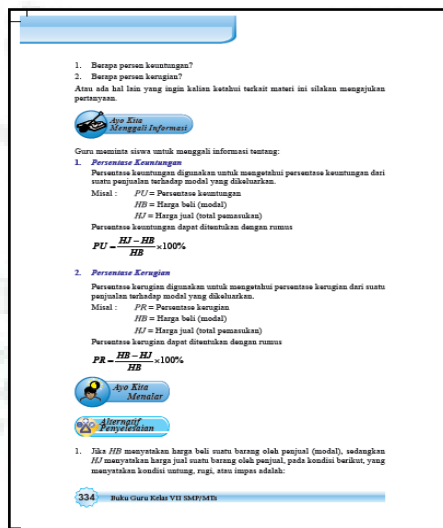 1. Berapa persen keuntungan?
2. Berapa persen kerugian?
Atau ada hal lain yang ingin kalian ketahui terkait materi ini silakan mengajukan
pertanyaan.
Ayo Kita
Menggali Informasi
Guru meminta siswa untuk menggali informasi tentang:
1. Persentase Keuntungan
Persentase keuntungan digunakan untuk mengetahui persentase keuntungan dari
suatu penjualan terhadap modal yang dikeluarkan.
Misal : PU = Persentase keuntungan
HB = Harga beli (modal)
HJ = Harga jual (total pemasukan)
Persentase keuntungan dapat ditentukan dengan rumus
PU = (HJ − HB)/HB ×100%
2. Persentase Kerugian
Persentase kerugian digunakan untuk mengetahui persentase kerugian dari suatu
penjualan terhadap modal yang dikeluarkan.
Misal : PR = Persentase kerugian
HB = Harga beli (modal)
HJ = Harga jual (total pemasukan)
Persentase kerugian dapat ditentukan dengan rumus
PR = (HB − HJ)/HB ×100%
Ayo Kita
Menalar
Alternatif
Penyelesaian
1. Jika HB menyatakan harga beli suatu barang oleh penjual (modal), sedangkan
HJ menyatakan harga jual suatu barang oleh penjual, pada kondisi berikut, yang
menyatakan kondisi untung, rugi, atau impas adalah:
334 Buku Guru Kelas VII SMP/MTs